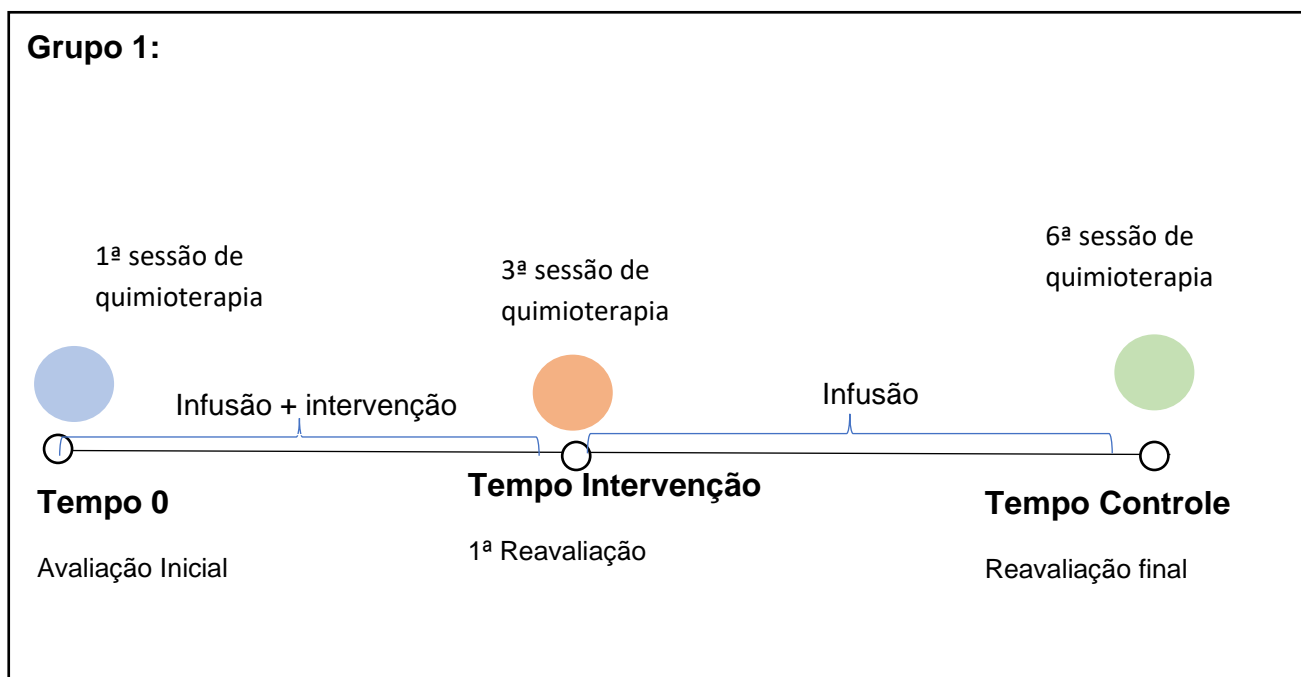 Grupo 1:
1ª sessão de
quimioterapia
3ª sessão de
quimioterapia
6ª sessão de
quimioterapia
Infusão + intervenção
Infusão
Tempo 0
Avaliação Inicial
Tempo Intervenção
1ª Reavaliação
Tempo Controle
Reavaliação final